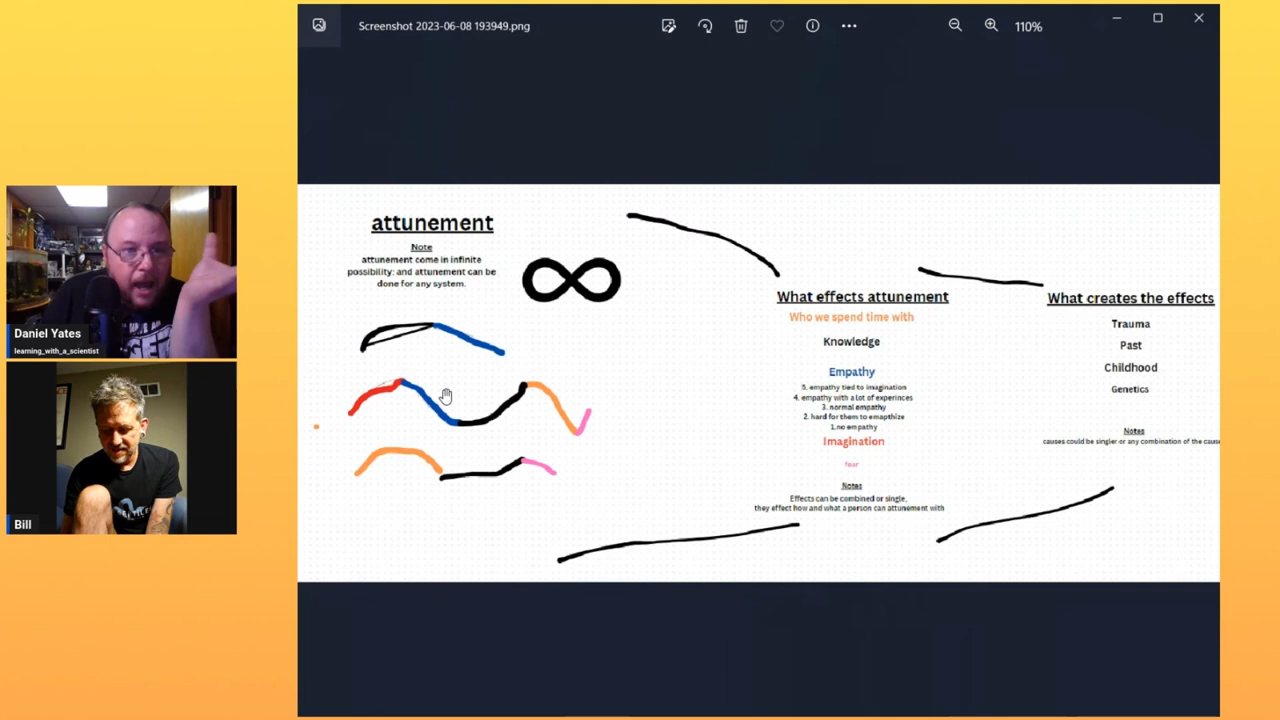 Screenshot 2023-06-08 193949.png
110%
attunement
Note
attunement come in infinite
possibility: and attunement can be
done for any system.
What effects attunement
Who we spend time with
Knowledge
Empathy
5. empathy tied to imagination
4. empathy with a lot of experinces
3. normal empathy
2. hard for them to emapthize
1.no empathy
Imagination
fear
Notes
Effects can be combined or single,
they effect how and what a person can attunement with
What creates the effects
Trauma
Past
Childhood
Genetics
Notes
causes could be singler or any combination of the cause
Daniel Yates
learning_with_a_scientist
Bill